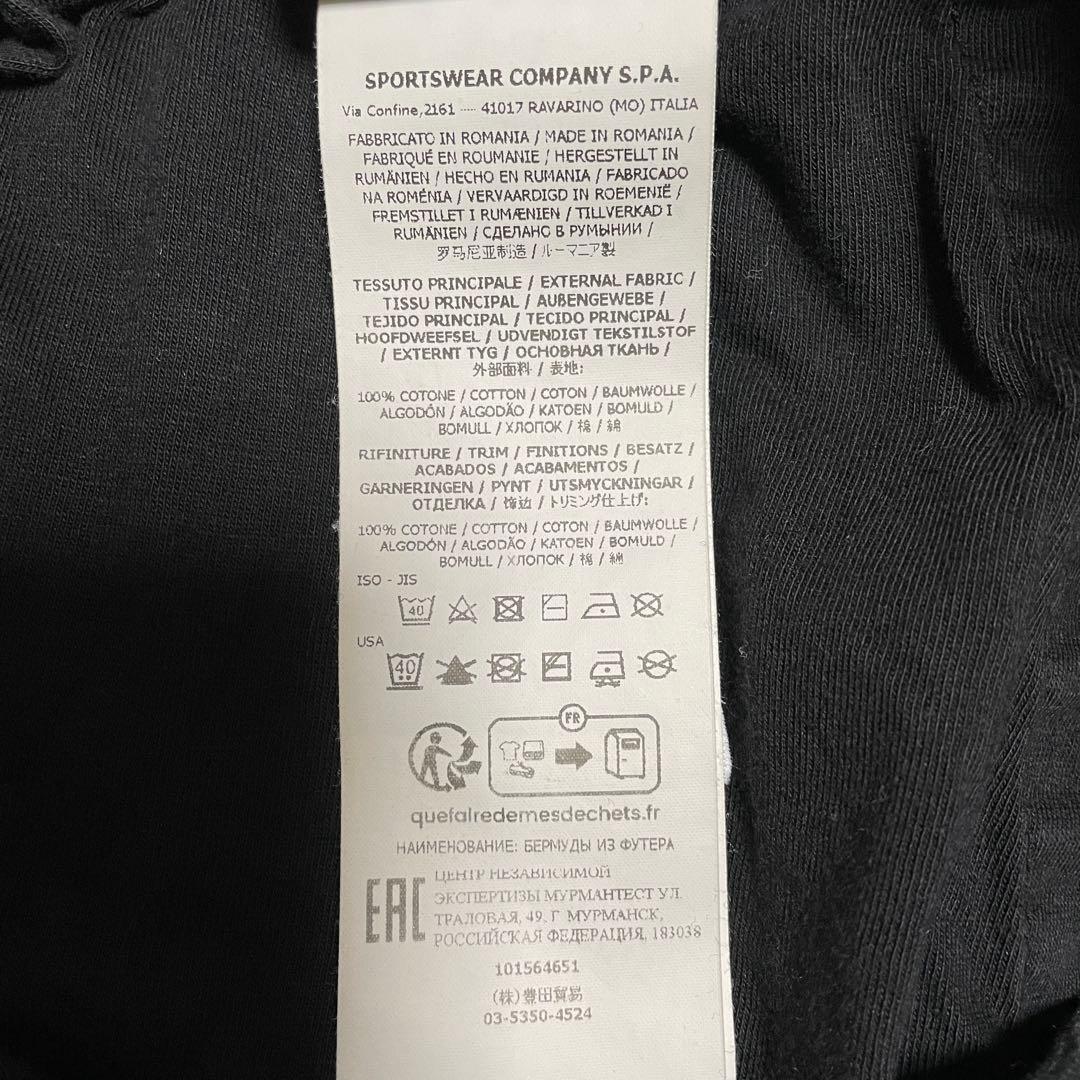 SPORTSWEAR COMPANY S.P.A.
Via Confine,2161 ---- 41017 RAVARINO (MO) ITALIA
FABBRICATO IN ROMANIA / MADE IN ROMANIA /
FABRIQUÉ EN ROUMANIE / HERGESTELLT IN
RUMÄNIEN / HECHO EN RUMANIA / FABRICADO
NA ROMÉNIA / VERVAARDIGD IN ROEMENIË /
FREMSTILLET I RUMÆNIEN / TILLVERKAD I
RUMÄNIEN / СДЕЛАНО В РУМЫНИИ /
罗马尼亚制造 / ルーマニア製
TESSUTO PRINCIPALE / EXTERNAL FABRIC /
TISSU PRINCIPAL / AUßENGEWEBE /
TEJIDO PRINCIPAL / TECIDO PRINCIPAL /
HOOFDWEEFSEL / UDVENDIGT TEKSTILSTOF
/ EXTERNT TYG / ОСНОВНАЯ ТКАНЬ /
外部面料 / 表地:
100% COTONE / COTTON / COTON / BAUMWOLLE /
ALGODÓN / ALGODÃO / KATOEN / BOMULD /
BOMULL / ХЛОПОК / 棉 / 綿
RIFINITURE / TRIM / FINITIONS / BESATZ /
ACABADOS / ACABAMENTOS /
GARNERINGEN / PYNT / UTSMYCKNINGAR /
ОТДЕЛКА / 饰边 / トリミング仕上げ:
100% COTONE / COTTON / COTON / BAUMWOLLE /
ALGODÓN / ALGODÃO / KATOEN / BOMULD /
BOMULL / ХЛОПОК / 棉 / 綿
ISO - JIS
40
USA
40
FR
quefairedemesdechets.fr
НАИМЕНОВАНИЕ: БЕРМУДЫ ИЗ ФУТЕРА
EAC
ЦЕНТР НЕЗАВИСИМОЙ
ЭКСПЕРТИЗЫ МУРМАНТЕСТ УЛ.
ТРАЛОВАЯ, 49. Г. МУРМАНСК,
РОССИЙСКАЯ ФЕДЕРАЦИЯ, 183038
101564651
(株)豊田貿易
03-5350-4524